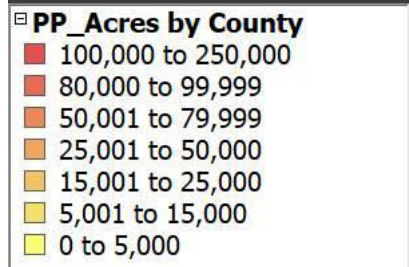 PP_Acres by County
100,000 to 250,000
80,000 to 99,999
50,001 to 79,999
25,001 to 50,000
15,001 to 25,000
5,001 to 15,000
0 to 5,000